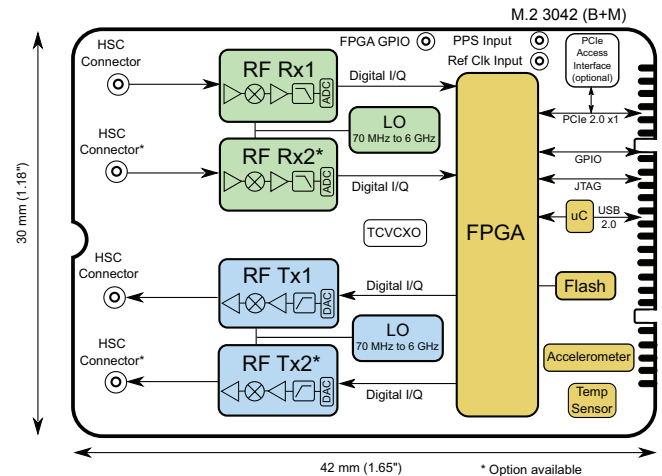 M.2 3042 (B+M)
HSC
Connector
RF Rx1
ADC
Digital I/Q
FPGA GPIO
PPS Input
Ref Clk Input
PCIe
Access
Interface
(optional)
PCIe 2.0 x1
LO
70 MHz to 6 GHz
HSC
Connector*
RF Rx2*
ADC
Digital I/Q
GPIO
JTAG
uC
USB
2.0
30 mm (1.18")
TCVCXO
FPGA
HSC
Connector
RF Tx1
DAC
Digital I/Q
Flash
LO
70 MHz to 6 GHz
HSC
Connector*
RF Tx2*
DAC
Digital I/Q
Accelerometer
Temp
Sensor
42 mm (1.65")
* Option available